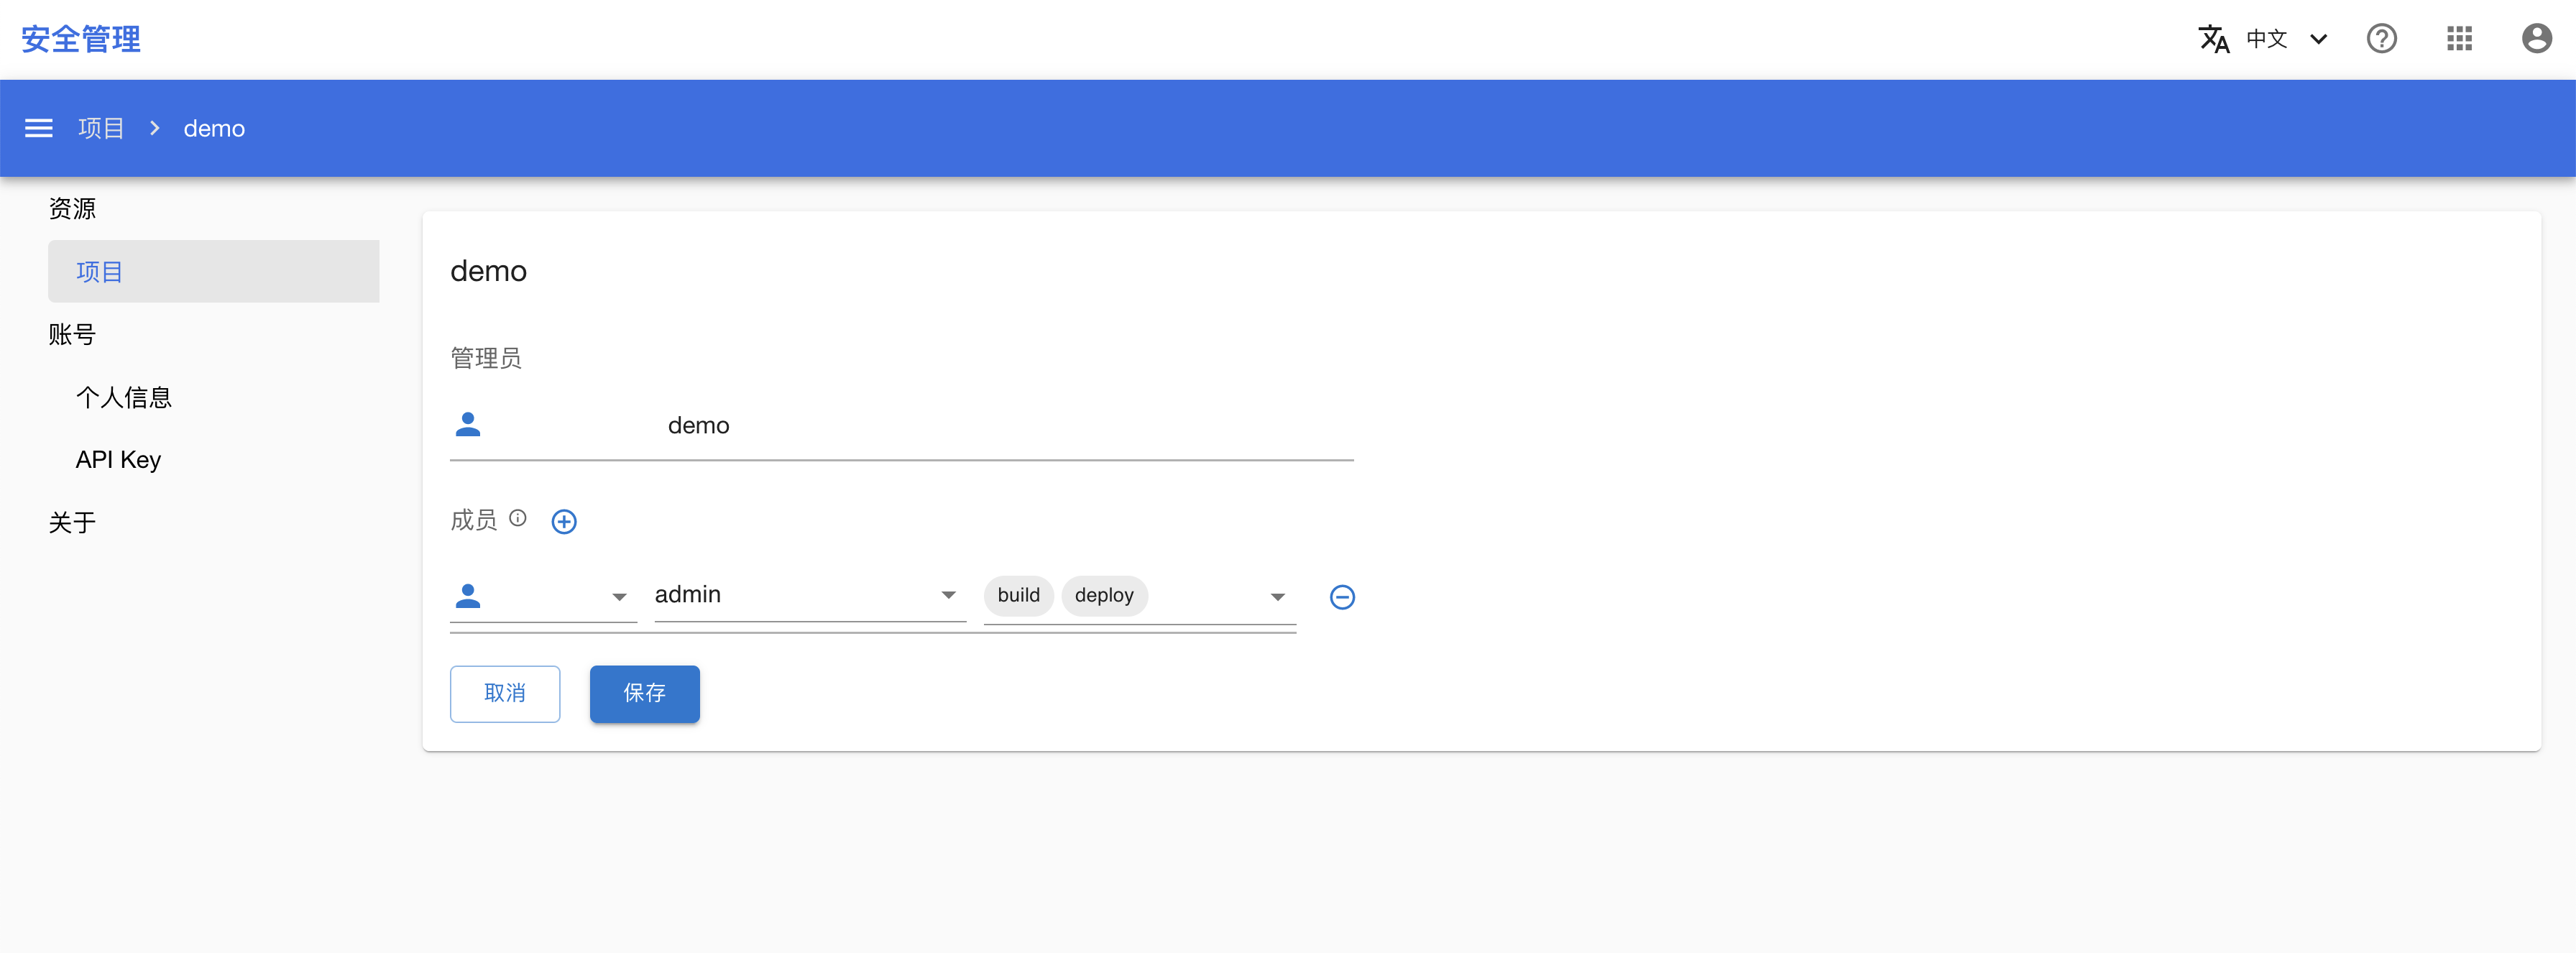 安全管理
中文
项目 > demo
资源
项目
账号
个人信息
API Key
关于
demo
管理员
demo
成员
admin build deploy
取消 保存